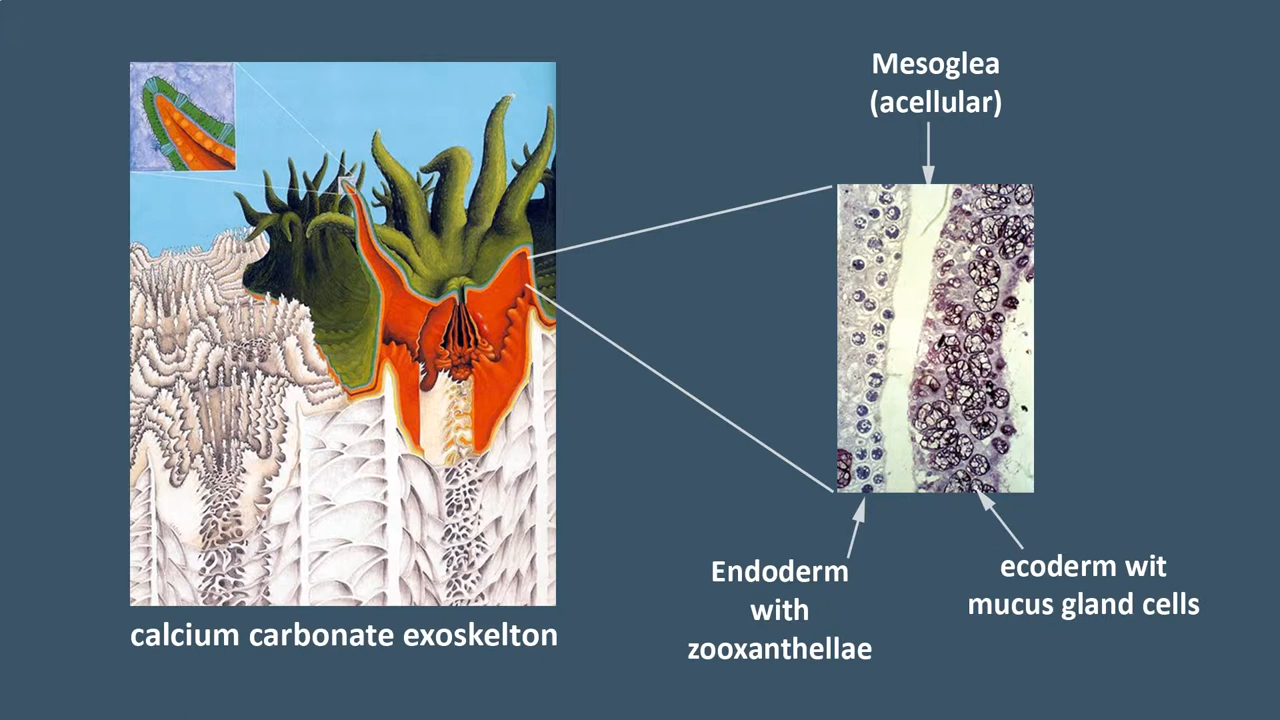 Mesoglea
(acellular)
Endoderm
with
zooxanthellae
ecoderm wit
mucus gland cells
calcium carbonate exoskelton